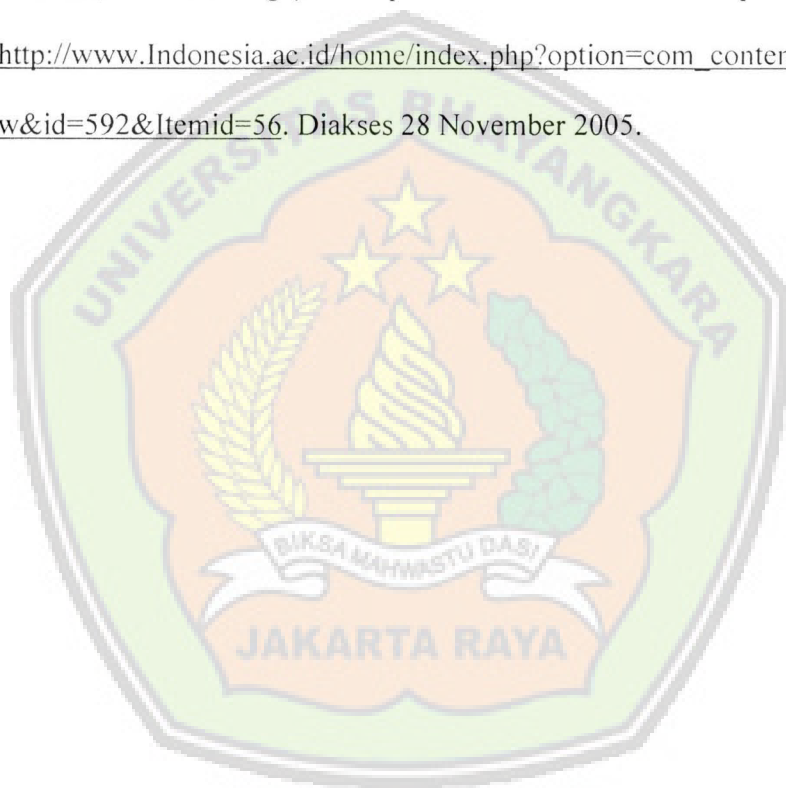 http://www.Indonesia.ac.id/home/index.php?option=com_conten
w&id=592&Itemid=56. Diakses 28 November 2005.
UNIVERSITAS BHAYANGKARA
BIKSA MAHWASTU DASI
JAKARTA RAYA